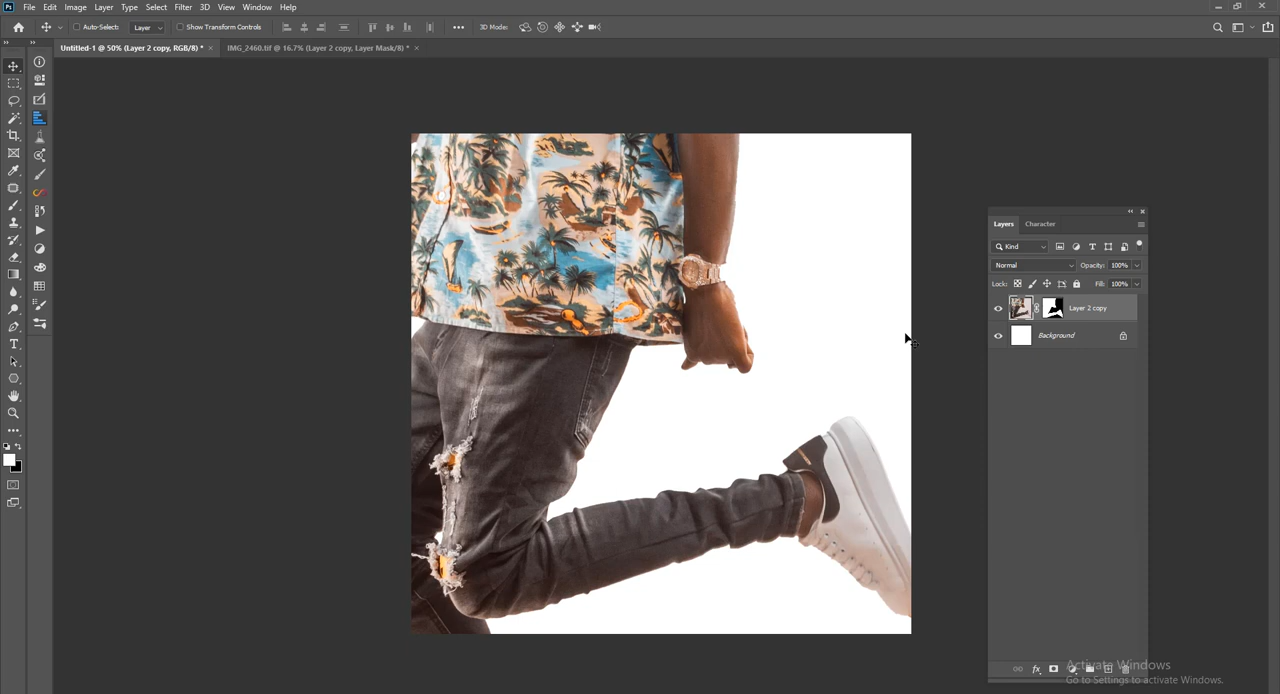 Ps File Edit Image Layer Type Select Filter 3D View Window Help
Auto-Select: Layer Show Transform Controls ••• 3D Mode:
Untitled-1 @ 50% (Layer 2 copy, RGB/8) * × IMG_2460.tif @ 16.7% (Layer 2 copy, Layer Mask/8) * ×
Layers Character
Kind
Normal Opacity: 100%
Lock: Fill: 100%
Layer 2 copy
Background
fx
Activate Windows
Go to Settings to activate Windows.